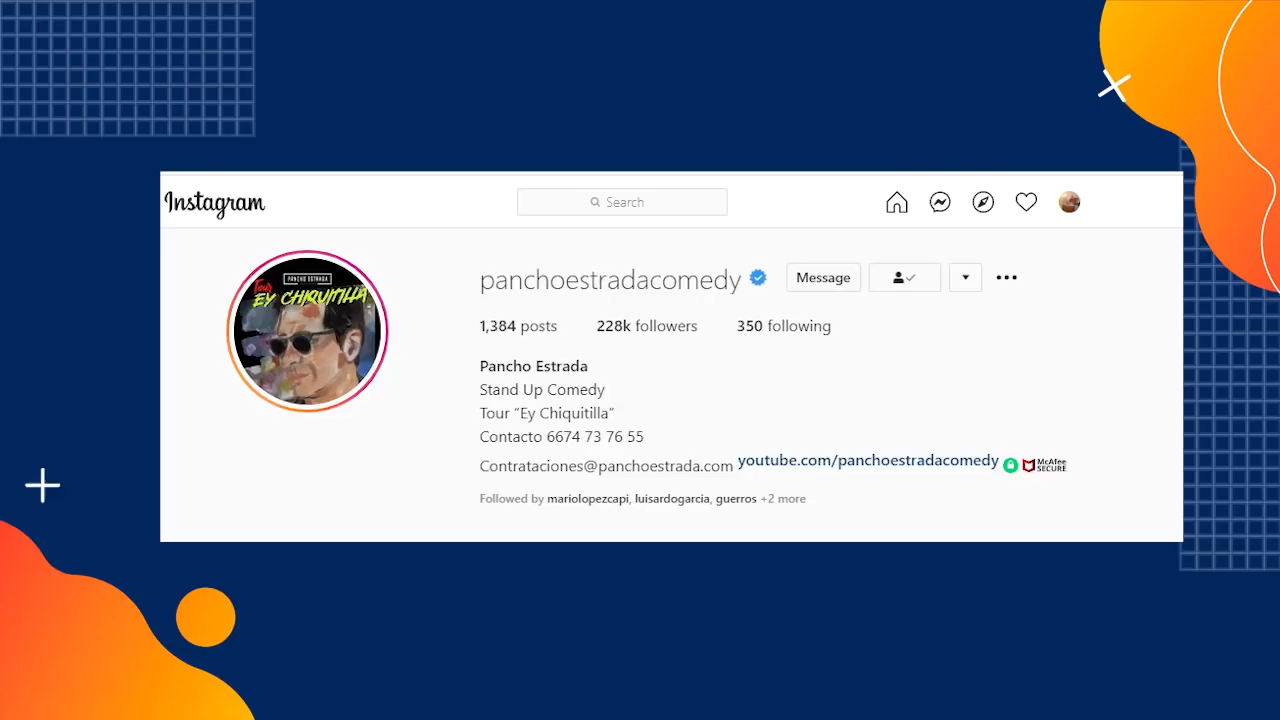 Instagram
Search
PANCHO ESTRADA
Tour
EY CHIQUITILLA
panchoestradacomedy Message
1,384 posts 228k followers 350 following
Pancho Estrada
Stand Up Comedy
Tour “Ey Chiquitilla”
Contacto 6674 73 76 55
Contrataciones@panchoestrada.com youtube.com/panchoestradacomedy McAfee SECURE
Followed by mariolopezcapi, luisardogarcia, guerros +2 more